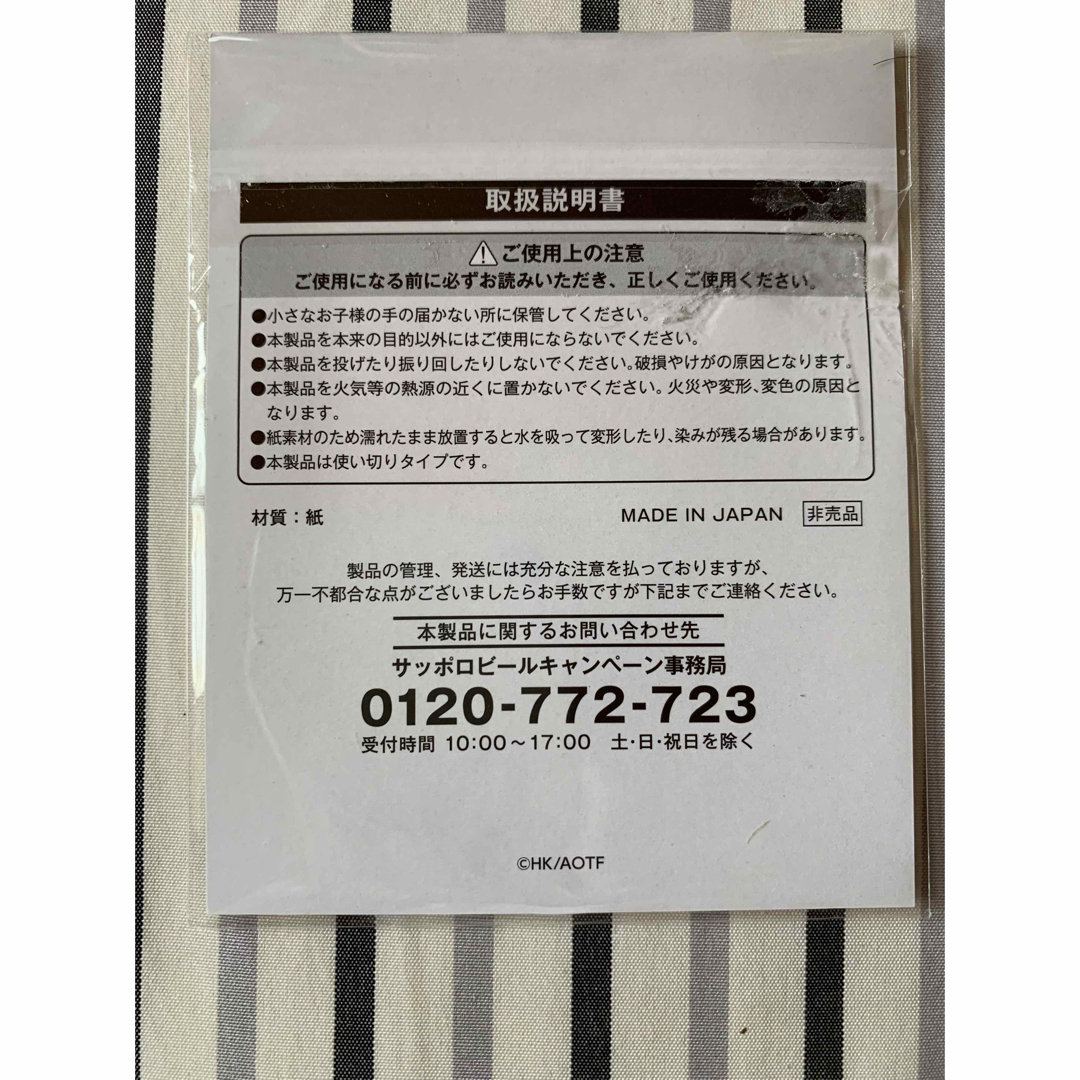 取扱説明書
ご使用上の注意
ご使用になる前に必ずお読みいただき、正しくご使用ください。
●小さなお子様の手の届かない所に保管してください。
●本製品を本来の目的以外にはご使用にならないでください。
●本製品を投げたり振り回したりしないでください。破損やけがの原因となります。
●本製品を火気等の熱源の近くに置かないでください。火災や変形、変色の原因と
なります。
●紙素材のため濡れたまま放置すると水を吸って変形したり、染みが残る場合があります。
●本製品は使い切りタイプです。
材質：紙 MADE IN JAPAN 非売品
製品の管理、発送には充分な注意を払っておりますが、
万一不都合な点がございましたらお手数ですが下記までご連絡ください。
本製品に関するお問い合わせ先
サッポロビールキャンペーン事務局
0120-772-723
受付時間 10:00～17:00 土・日・祝日を除く
©HK/AOTF